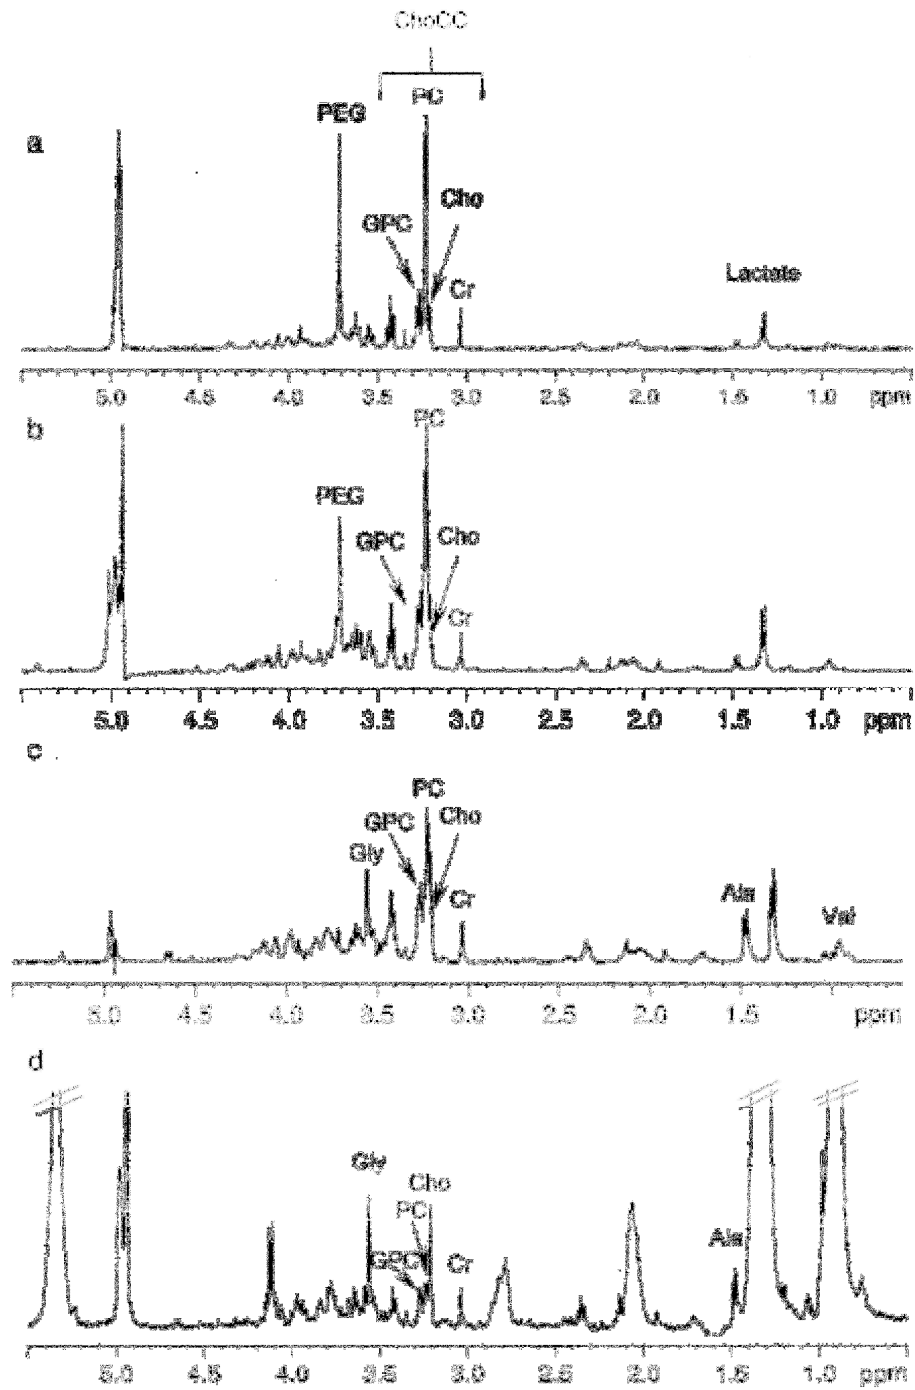 ChoCC
PC
PEG
a
Cho
GPC
Cr
Lactate
5.0 4.5 4.0 3.5 3.0 2.5 2.0 1.5 1.0 ppm
PC
b
PEG
GPC Cho
Cr
5.0 4.5 4.0 3.5 3.0 2.5 2.0 1.5 1.0 ppm
c
PC
GPC Cho
Gly
Cr Ala
Val
5.0 4.5 4.0 3.5 3.0 2.5 2.0 1.5 ppm
d
Gly
Cho
PC
Ala
GPC Cr
5.0 4.5 4.0 3.5 3.0 2.5 2.0 1.5 1.0 ppm